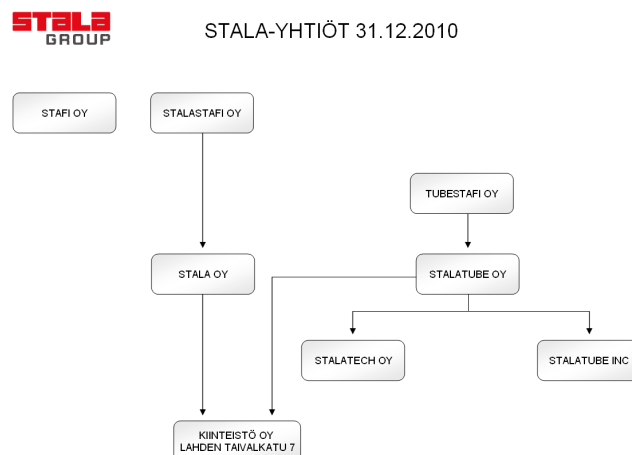 STALA
GROUP
STALA-YHTIÖT 31.12.2010
STAFI OY
STALASTAFI OY
TUBESTAFI OY
STALA OY
STALATUBE OY
STALATECH OY
STALATUBE INC
KIINTEISTÖ OY
LAHDEN TAIVALKATU 7